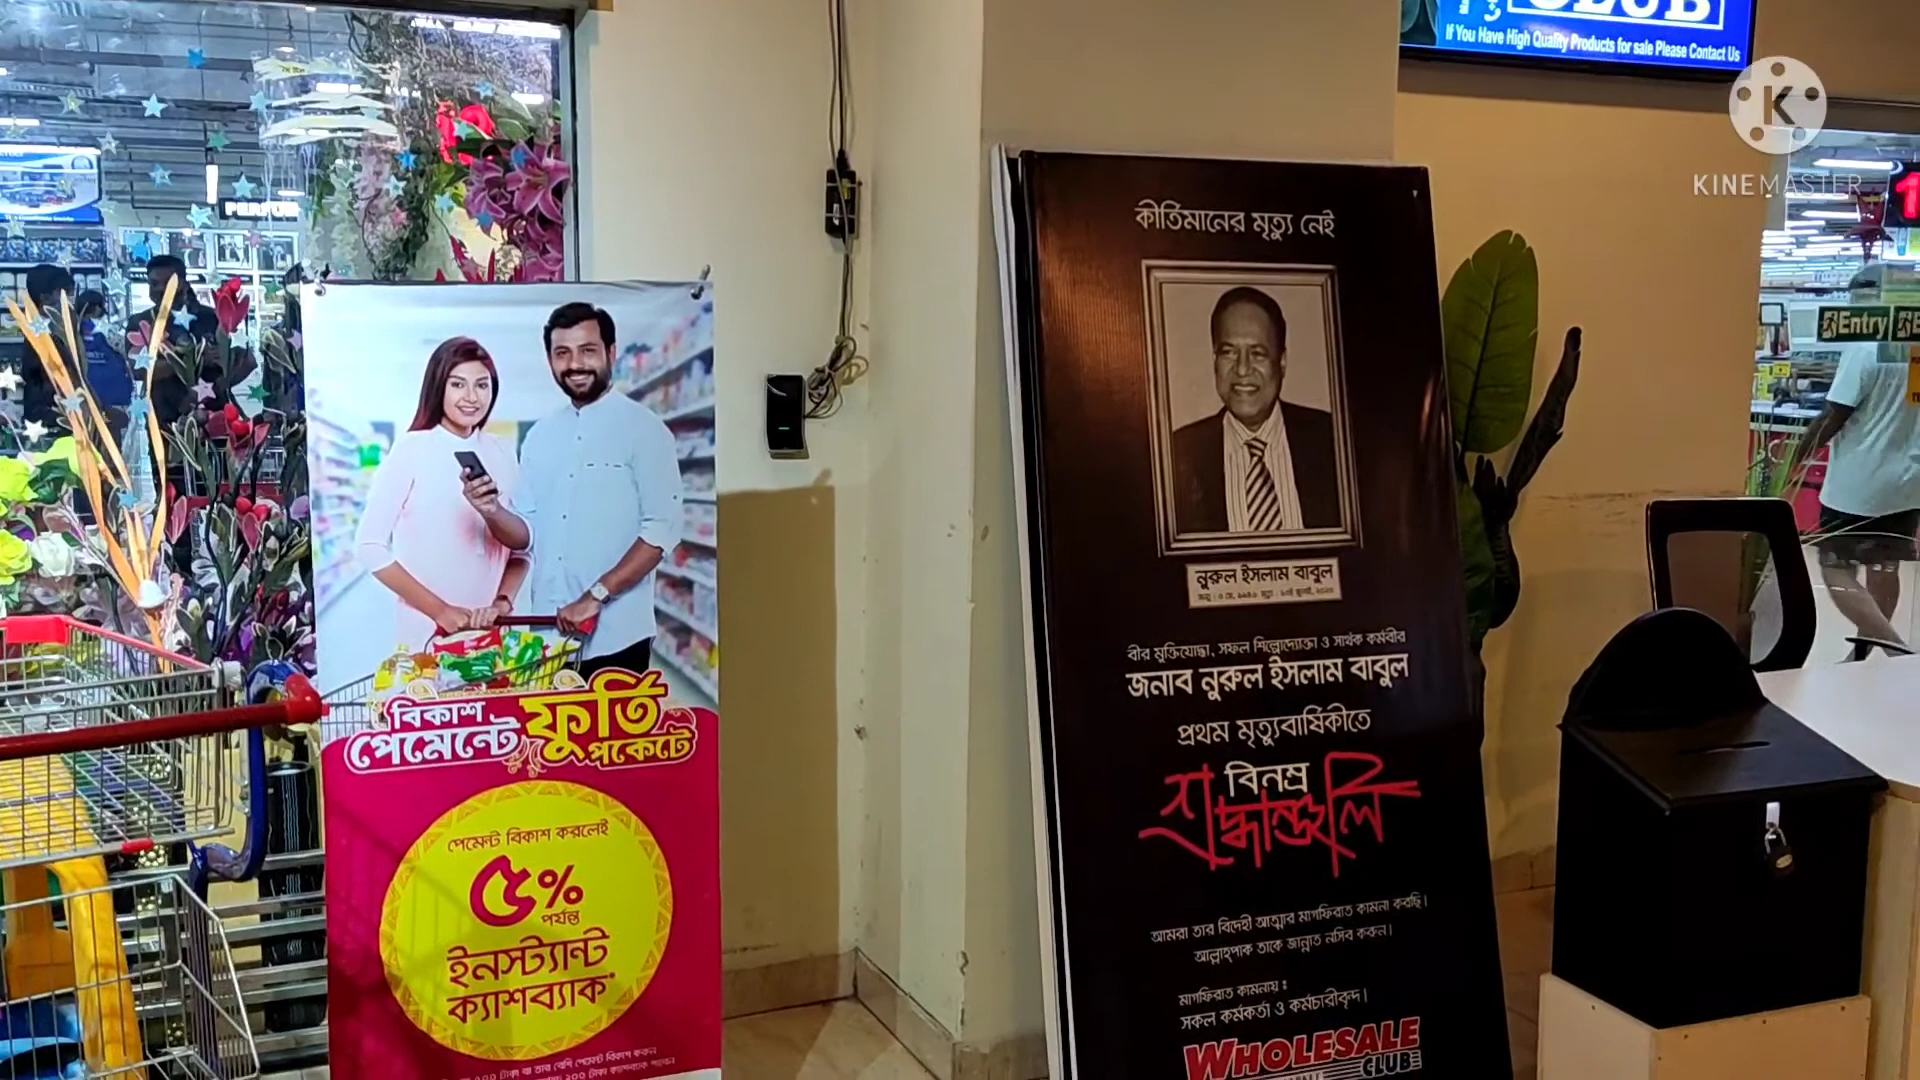 CLUB
If You Have High Quality Products for sale Please Contact Us
KINEMASTER
PERFUM
Entry
কীর্তিমানের মৃত্যু নেই
নুরুল ইসলাম বাবুল
বীর মুক্তিযোদ্ধা, সফল শিল্পোদ্যোক্তা ও সার্থক কর্মবীর
জনাব নুরুল ইসলাম বাবুল
প্রথম মৃত্যুবার্ষিকীতে
বিনম্র
শ্রদ্ধাঞ্জলি
আমরা তার বিদেহী আত্মার মাগফিরাত কামনা করছি।
আল্লাহ্‌পাক তাকে জান্নাত নসিব করুন।
মাগফিরাত কামনায় :
সকল কর্মকর্তা ও কর্মচারীবৃন্দ।
WHOLESALE
CLUB
বিকাশ
পেমেন্টে
ফুর্তি
পকেটে
পেমেন্ট বিকাশ করলেই
৫%
পর্যন্ত
ইনস্ট্যান্ট
ক্যাশব্যাক*